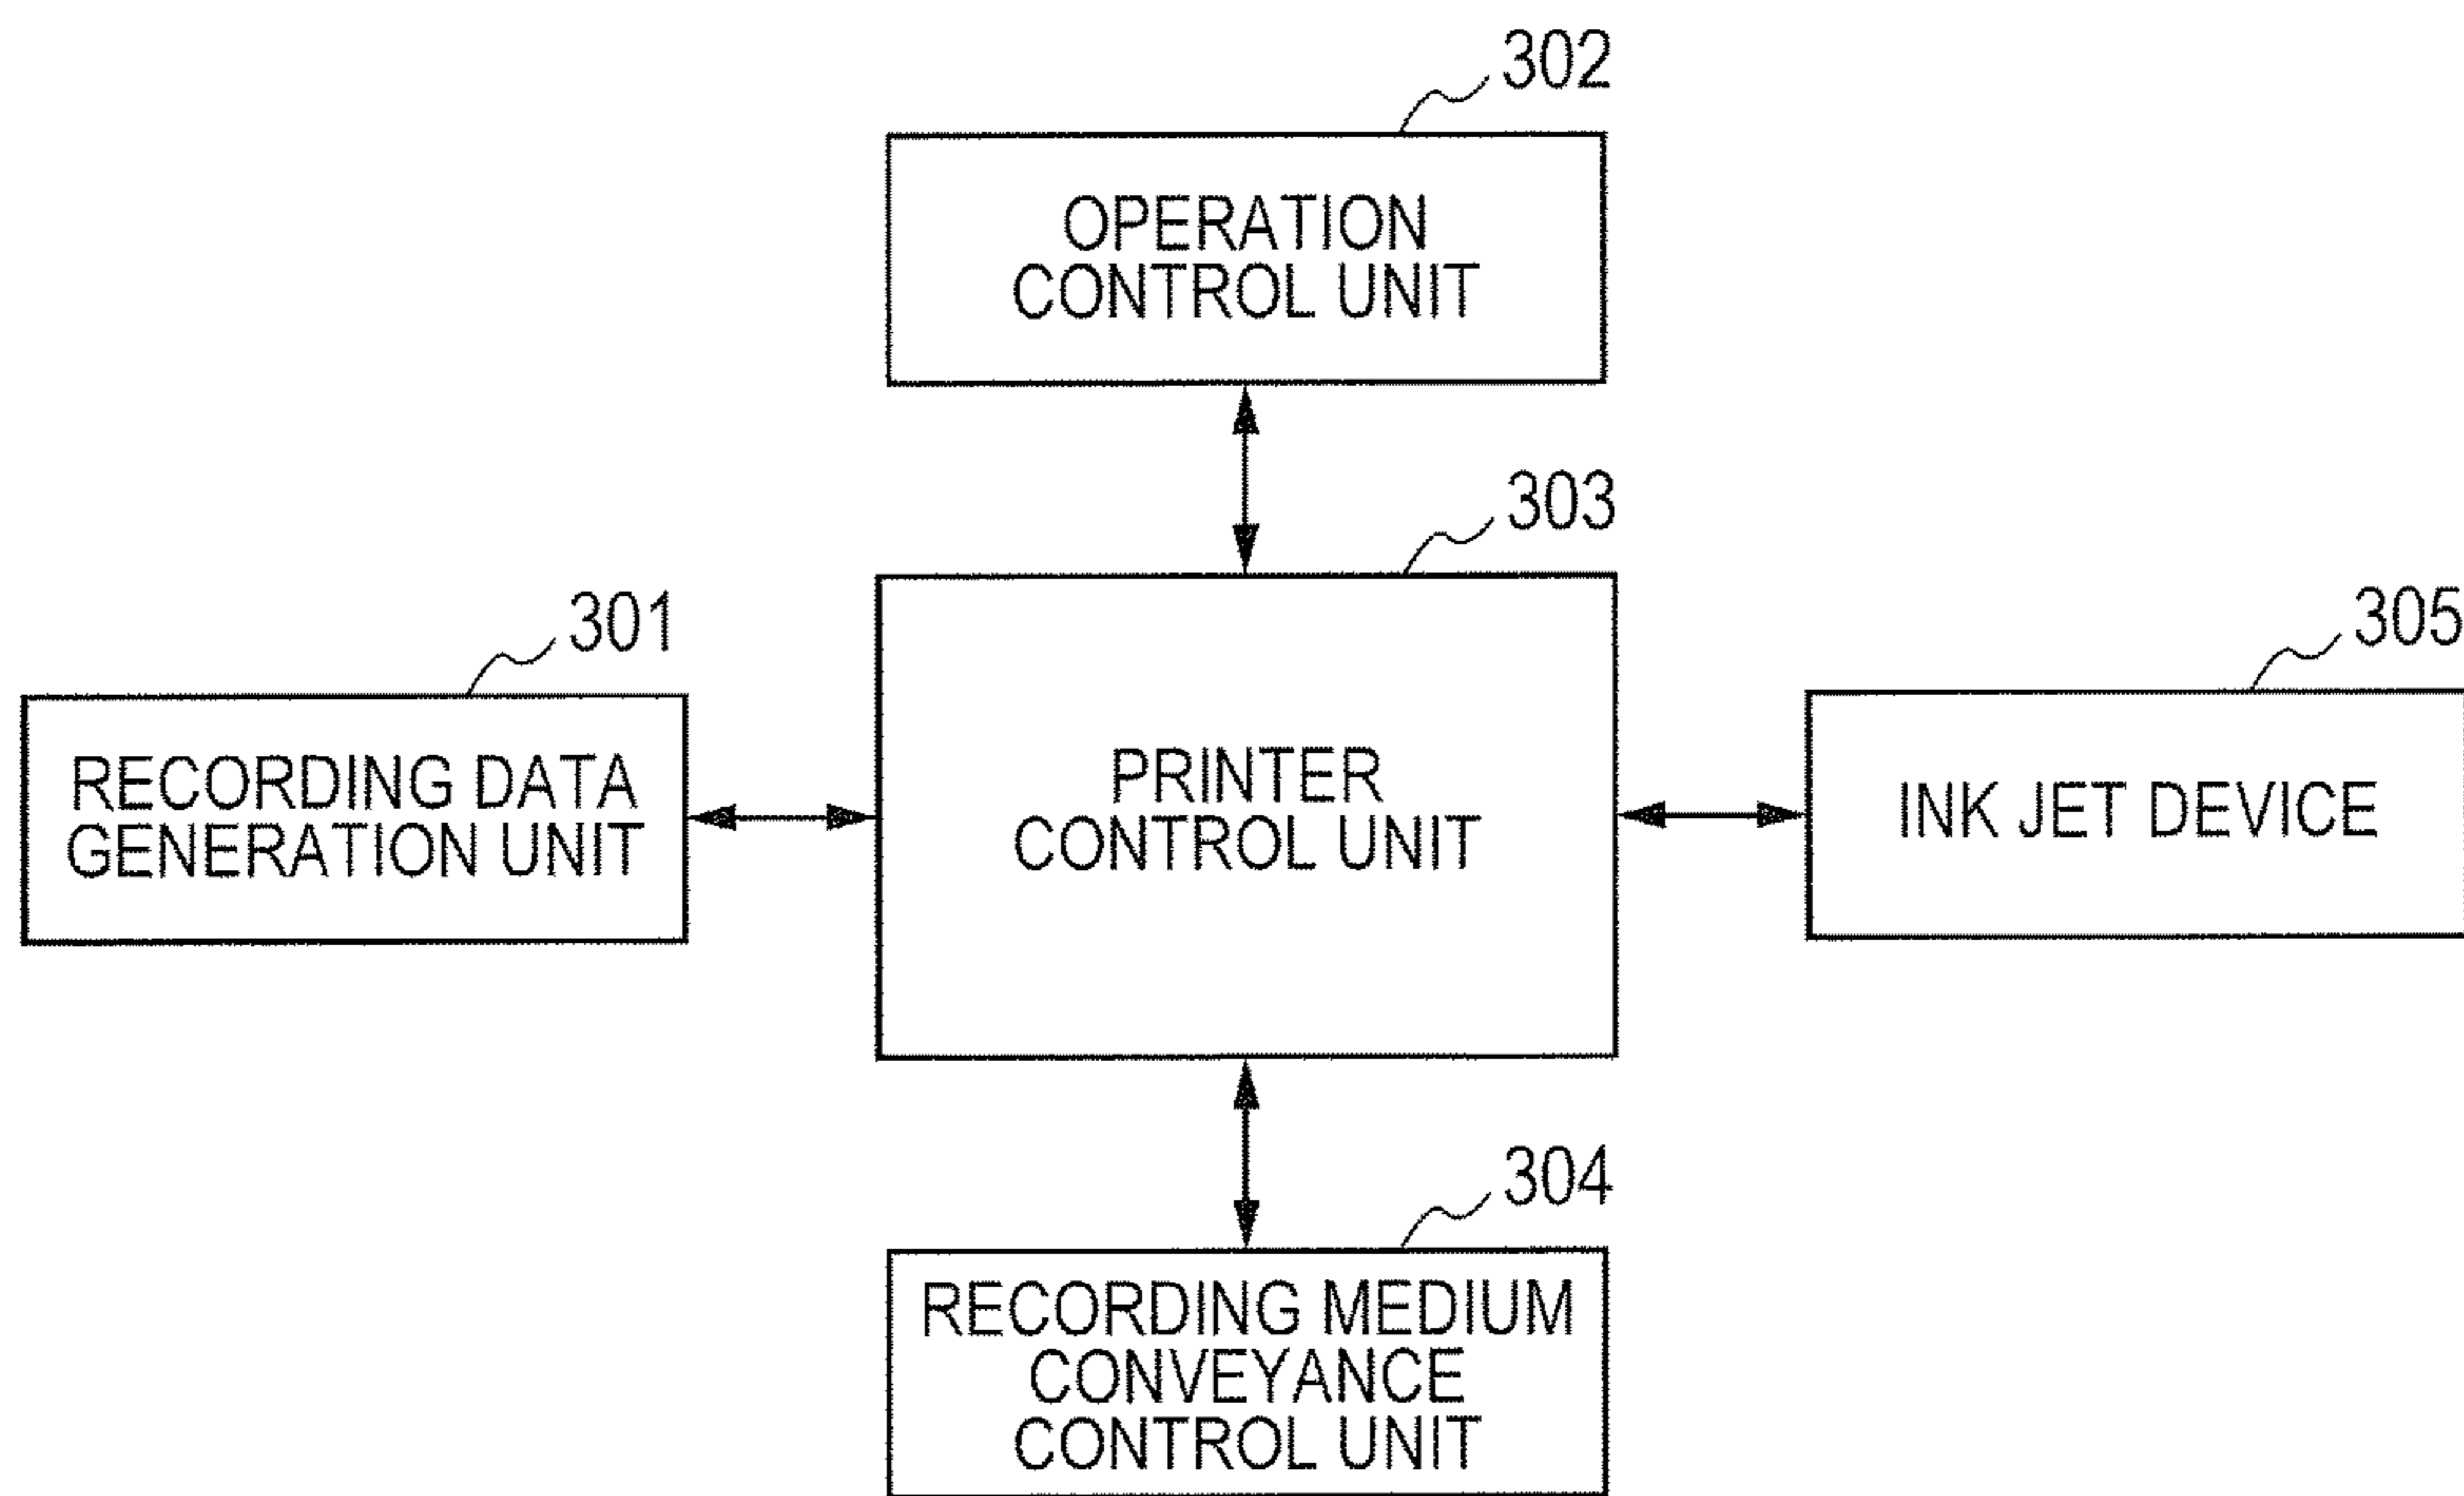 302
OPERATION
CONTROL UNIT
303
301
305
RECORDING DATA
GENERATION UNIT
PRINTER
CONTROL UNIT
INK JET DEVICE
304
RECORDING MEDIUM
CONVEYANCE
CONTROL UNIT